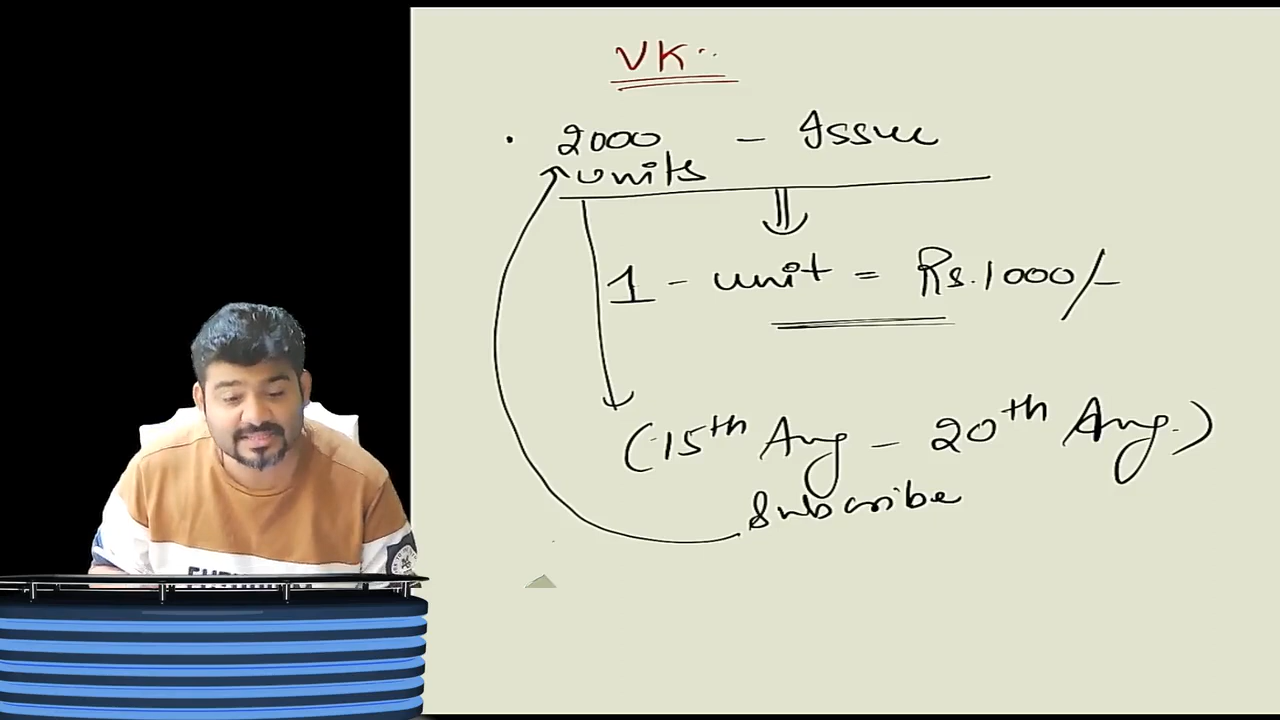 VK
. 2000 - Issue
units
1 - unit = Rs.1000/-
(15th Aug - 20th Aug.)
Subscribe